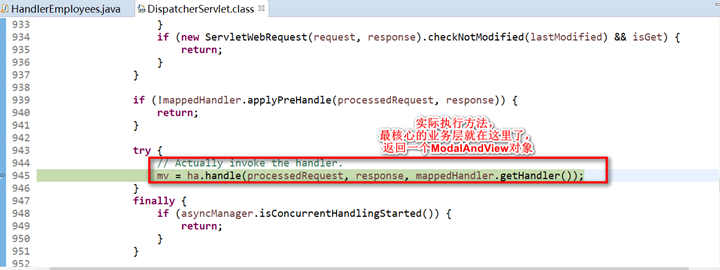 HandlerEmployees.java
DispatcherServlet.class
933 }
934 if (new ServletWebRequest(request, response).checkNotModified(lastModified) && isGet) {
935 return;
936 }
937 }
938
939 if (!mappedHandler.applyPreHandle(processedRequest, response)) {
940 return;
941 }
942
实际执行方法,
最核心的业务层就在这里了,
返回一个ModalAndView对象
943 try {
944 // Actually invoke the handler.
945 mv = ha.handle(processedRequest, response, mappedHandler.getHandler());
946 }
947 finally {
948 if (asyncManager.isConcurrentHandlingStarted()) {
949 return;
950 }
951 }
952